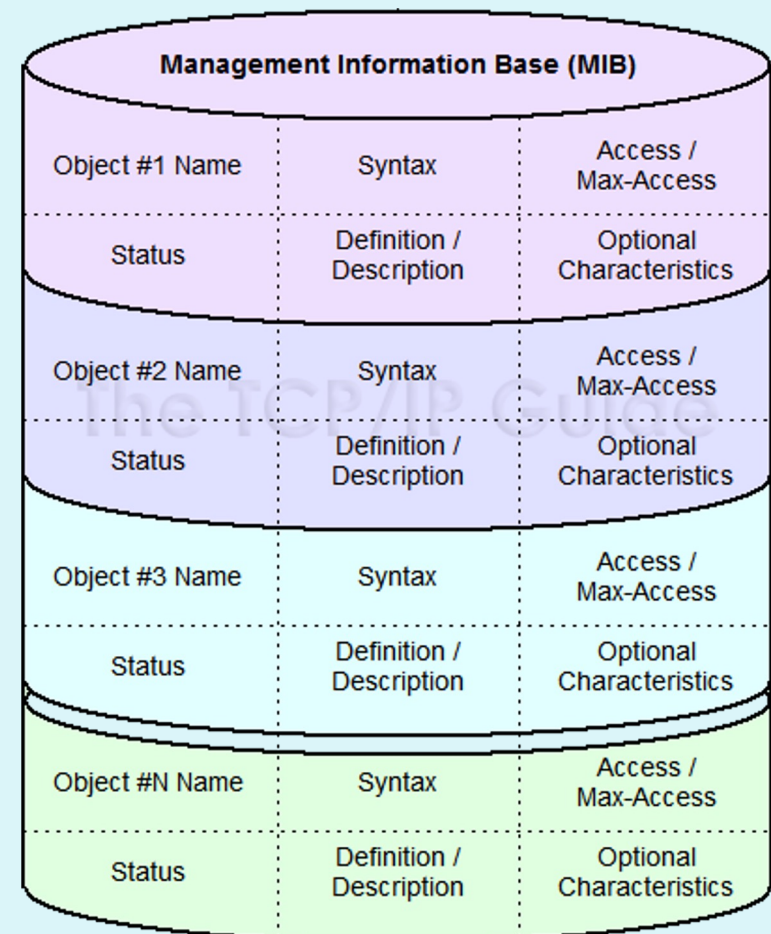 Management Information Base (MIB)
Object #1 Name
Syntax
Access /
Max-Access
Status
Definition /
Description
Optional
Characteristics
Object #2 Name
Syntax
Access /
Max-Access
The TCP/IP Guide
Status
Definition /
Description
Optional
Characteristics
Object #3 Name
Syntax
Access /
Max-Access
Status
Definition /
Description
Optional
Characteristics
Object #N Name
Syntax
Access /
Max-Access
Status
Definition /
Description
Optional
Characteristics